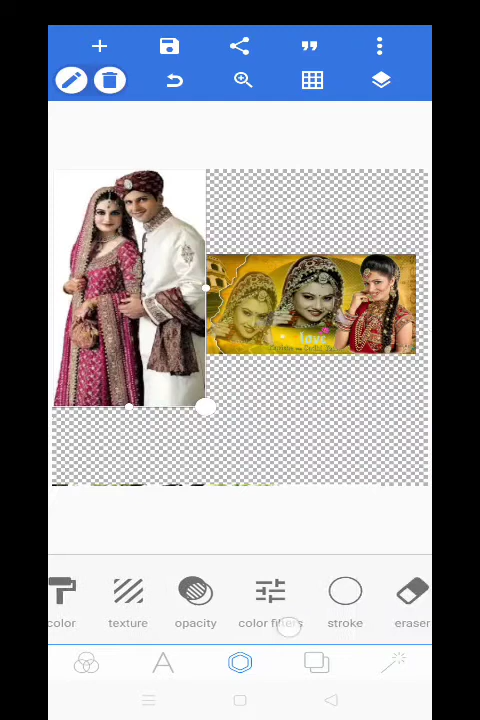 love
color
texture
opacity
color filters
stroke
eraser